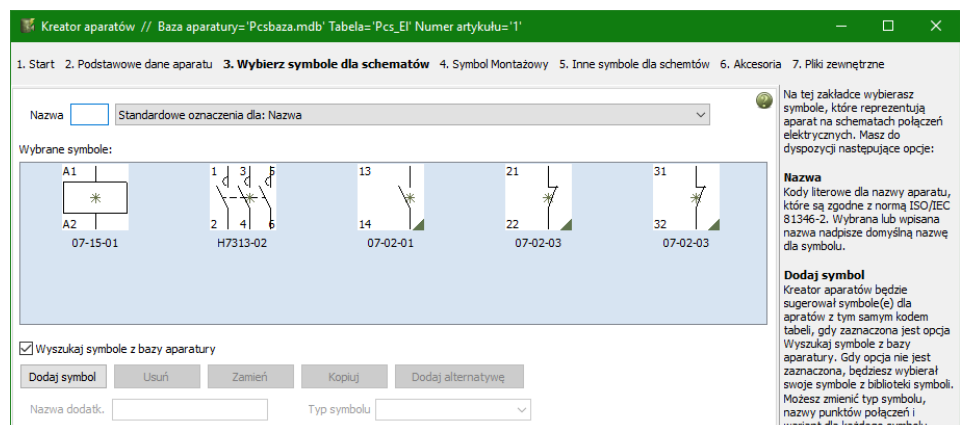 Kreator aparatów // Baza aparatury='Pcsbaza.mdb' Tabela='Pcs_El' Numer artykułu='1'
1. Start 2. Podstawowe dane aparatu 3. Wybierz symbole dla schematów 4. Symbol Montażowy 5. Inne symbole dla schemtów 6. Akcesoria 7. Pliki zewnętrzne
Nazwa Standardowe oznaczenia dla: Nazwa
Wybrane symbole:
A1 1 3 5 13 21 31
A2 2 4 6 14 22 32
07-15-01 H7313-02 07-02-01 07-02-03 07-02-03
Wyszukaj symbole z bazy aparatury
Dodaj symbol Usuń Zamień Kopiuj Dodaj alternatywę
Nazwa dodatk. Typ symbolu
Na tej zakładce wybierasz
symbole, które reprezentują
aparat na schematach połączeń
elektrycznych. Masz do
dyspozycji następujące opcje:
Nazwa
Kody literowe dla nazwy aparatu,
które są zgodne z normą ISO/IEC
81346-2. Wybrana lub wpisana
nazwa nadpisze domyślną nazwę
dla symbolu.
Dodaj symbol
Kreator aparatów będzie
sugerował symbole(e) dla
apratów z tym samym kodem
tabeli, gdy zaznaczona jest opcja
Wyszukaj symbole z bazy
aparatury. Gdy opcja nie jest
zaznaczona, będziesz wybierał
swoje symbole z biblioteki symboli.
Możesz zmienić typ symbolu,
nazwy punktów połączeń i
wariant dla każdego symbolu